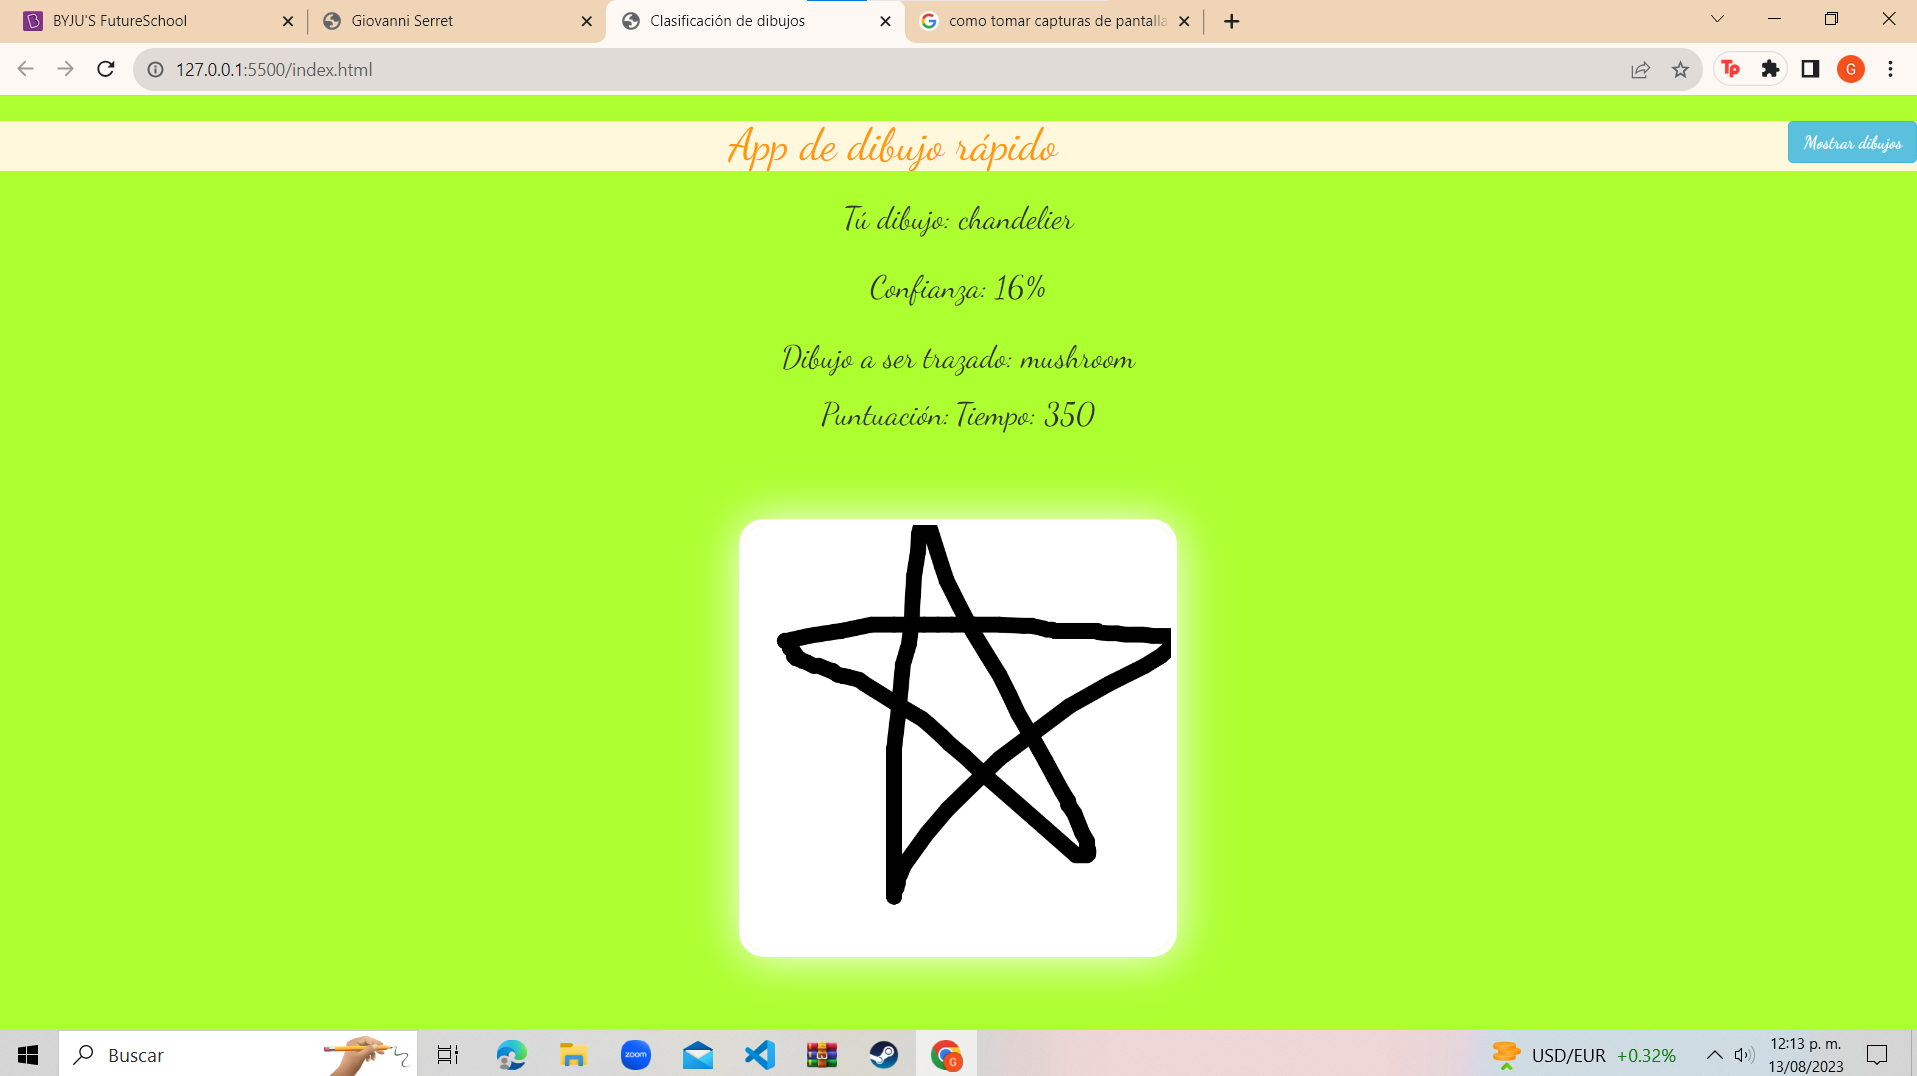 BYJU'S FutureSchool
Giovanni Serret
Clasificación de dibujos
como tomar capturas de pantalla
127.0.0.1:5500/index.html
Tp
G
App de dibujo rápido
Mostrar dibujos
Tú dibujo: chandelier
Confianza: 16%
Dibujo a ser trazado: mushroom
Puntuación: Tiempo: 350
Buscar
zoom
G
USD/EUR +0.32%
12:13 p. m.
13/08/2023